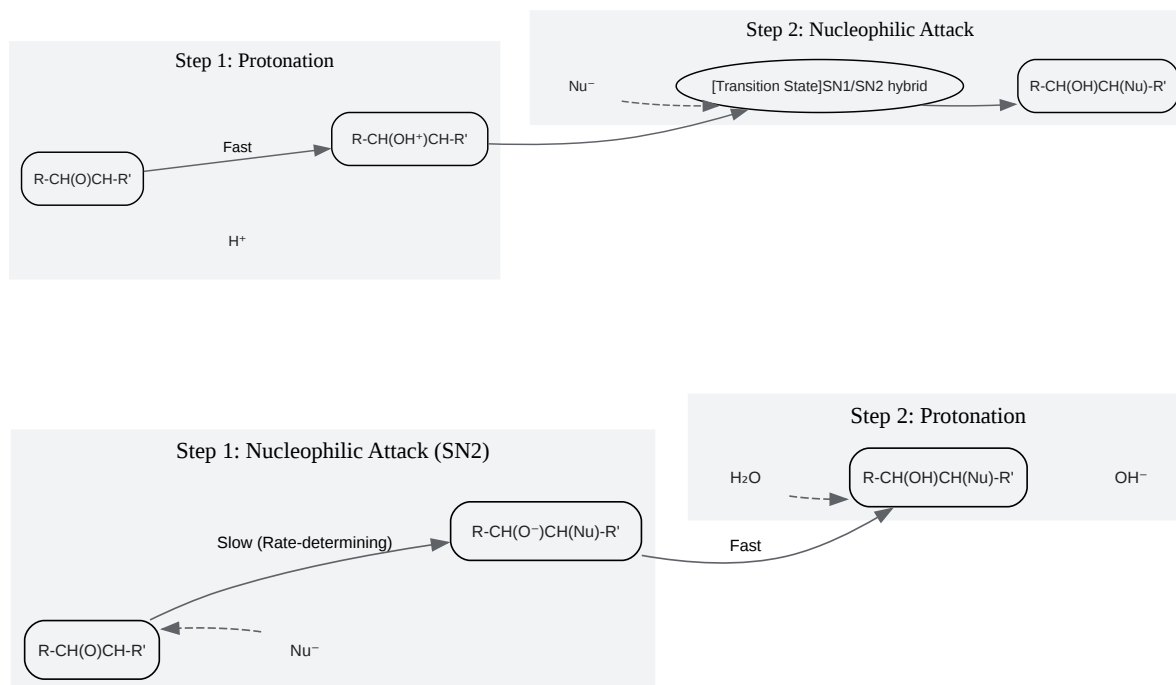 Step 2: Nucleophilic Attack
Step 1: Protonation
Nu⁻
[Transition State]SN1/SN2 hybrid
R-CH(OH)CH(Nu)-R'
R-CH(OH⁺)CH-R'
Fast
R-CH(O)CH-R'
H⁺
Step 2: Protonation
Step 1: Nucleophilic Attack (SN2)
H₂O
R-CH(OH)CH(Nu)-R'
OH⁻
R-CH(O⁻)CH(Nu)-R'
Slow (Rate-determining)
Fast
R-CH(O)CH-R'
Nu⁻